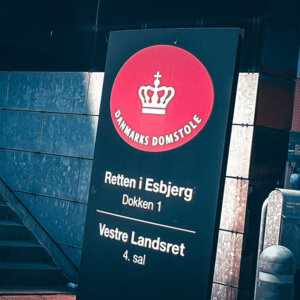 DANMARKS DOMSTOLE
Retten i Esbjerg
Dokken 1
Vestre Landsret
4. sal